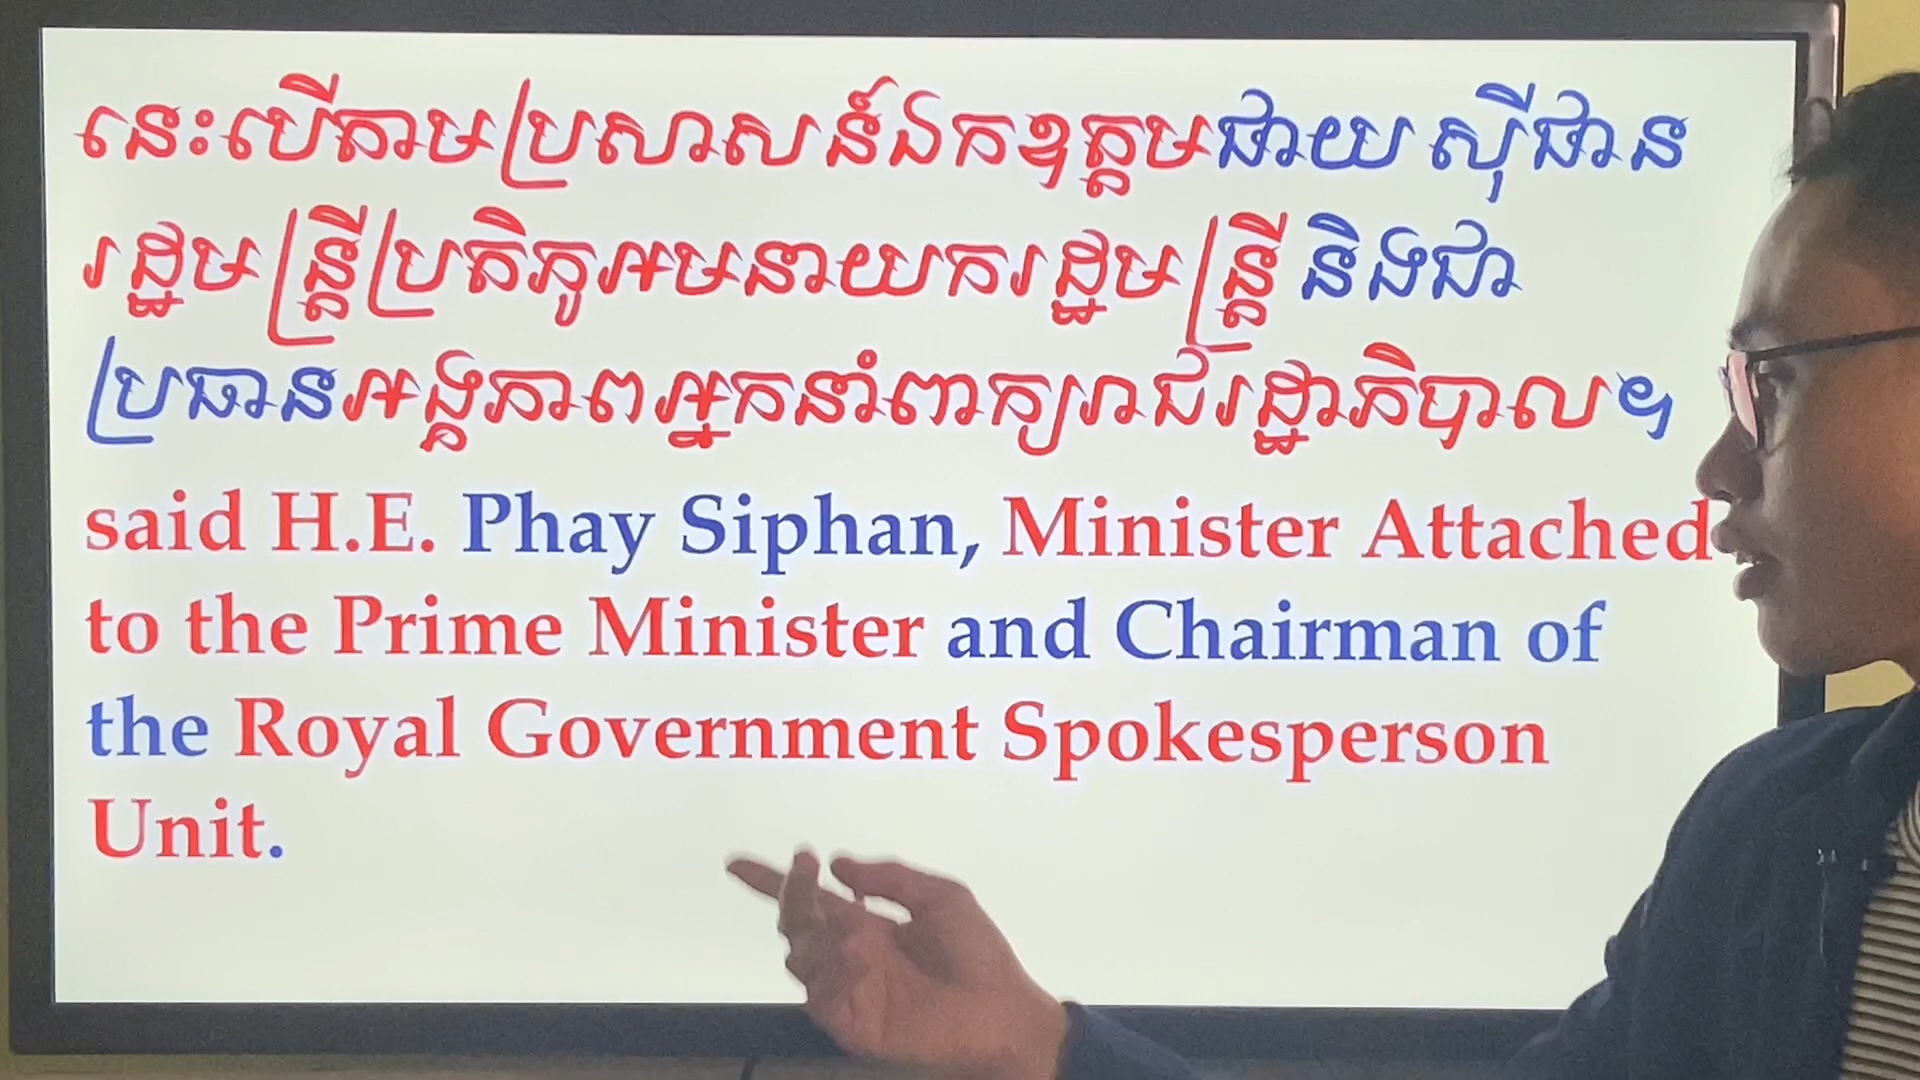 នេះបើតាមប្រសាសន៍ឯកឧត្តមផាយ ស៊ីផាន
រដ្ឋមន្ត្រីប្រតិភូអមនាយករដ្ឋមន្ត្រី និងជា
ប្រធានអង្គភាពអ្នកនាំពាក្យរាជរដ្ឋាភិបាល។
said H.E. Phay Siphan, Minister Attached
to the Prime Minister and Chairman of
the Royal Government Spokesperson
Unit.